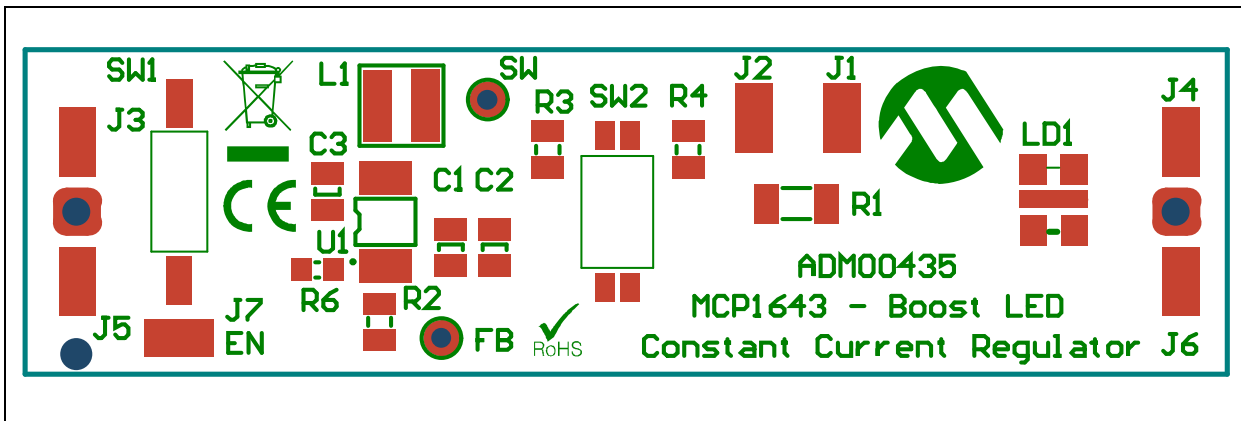 SW1
L1
SW
J2
J1
J4
R3
SW2
R4
J3
LD1
C3
C1
C2
CE
R1
U1
ADM00435
R6
R2
J7
MCP1643 - Boost LED
J5
EN
FB
RoHS
Constant Current Regulator
J6